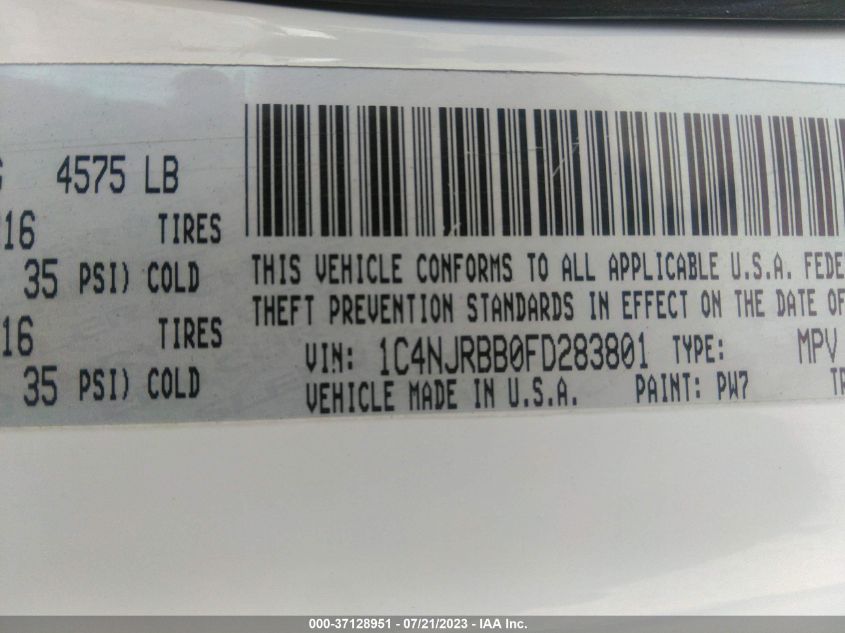 4575 LB
16 TIRES
35 PSI) COLD
16 TIRES
35 PSI) COLD
THIS VEHICLE CONFORMS TO ALL APPLICABLE U.S.A. FEDE
THEFT PREVENTION STANDARDS IN EFFECT ON THE DATE OF
VIN: 1C4NJRBB0FD283801 TYPE: MPV
VEHICLE MADE IN U.S.A. PAINT: PW7
000-37128951 - 07/21/2023 - IAA Inc.